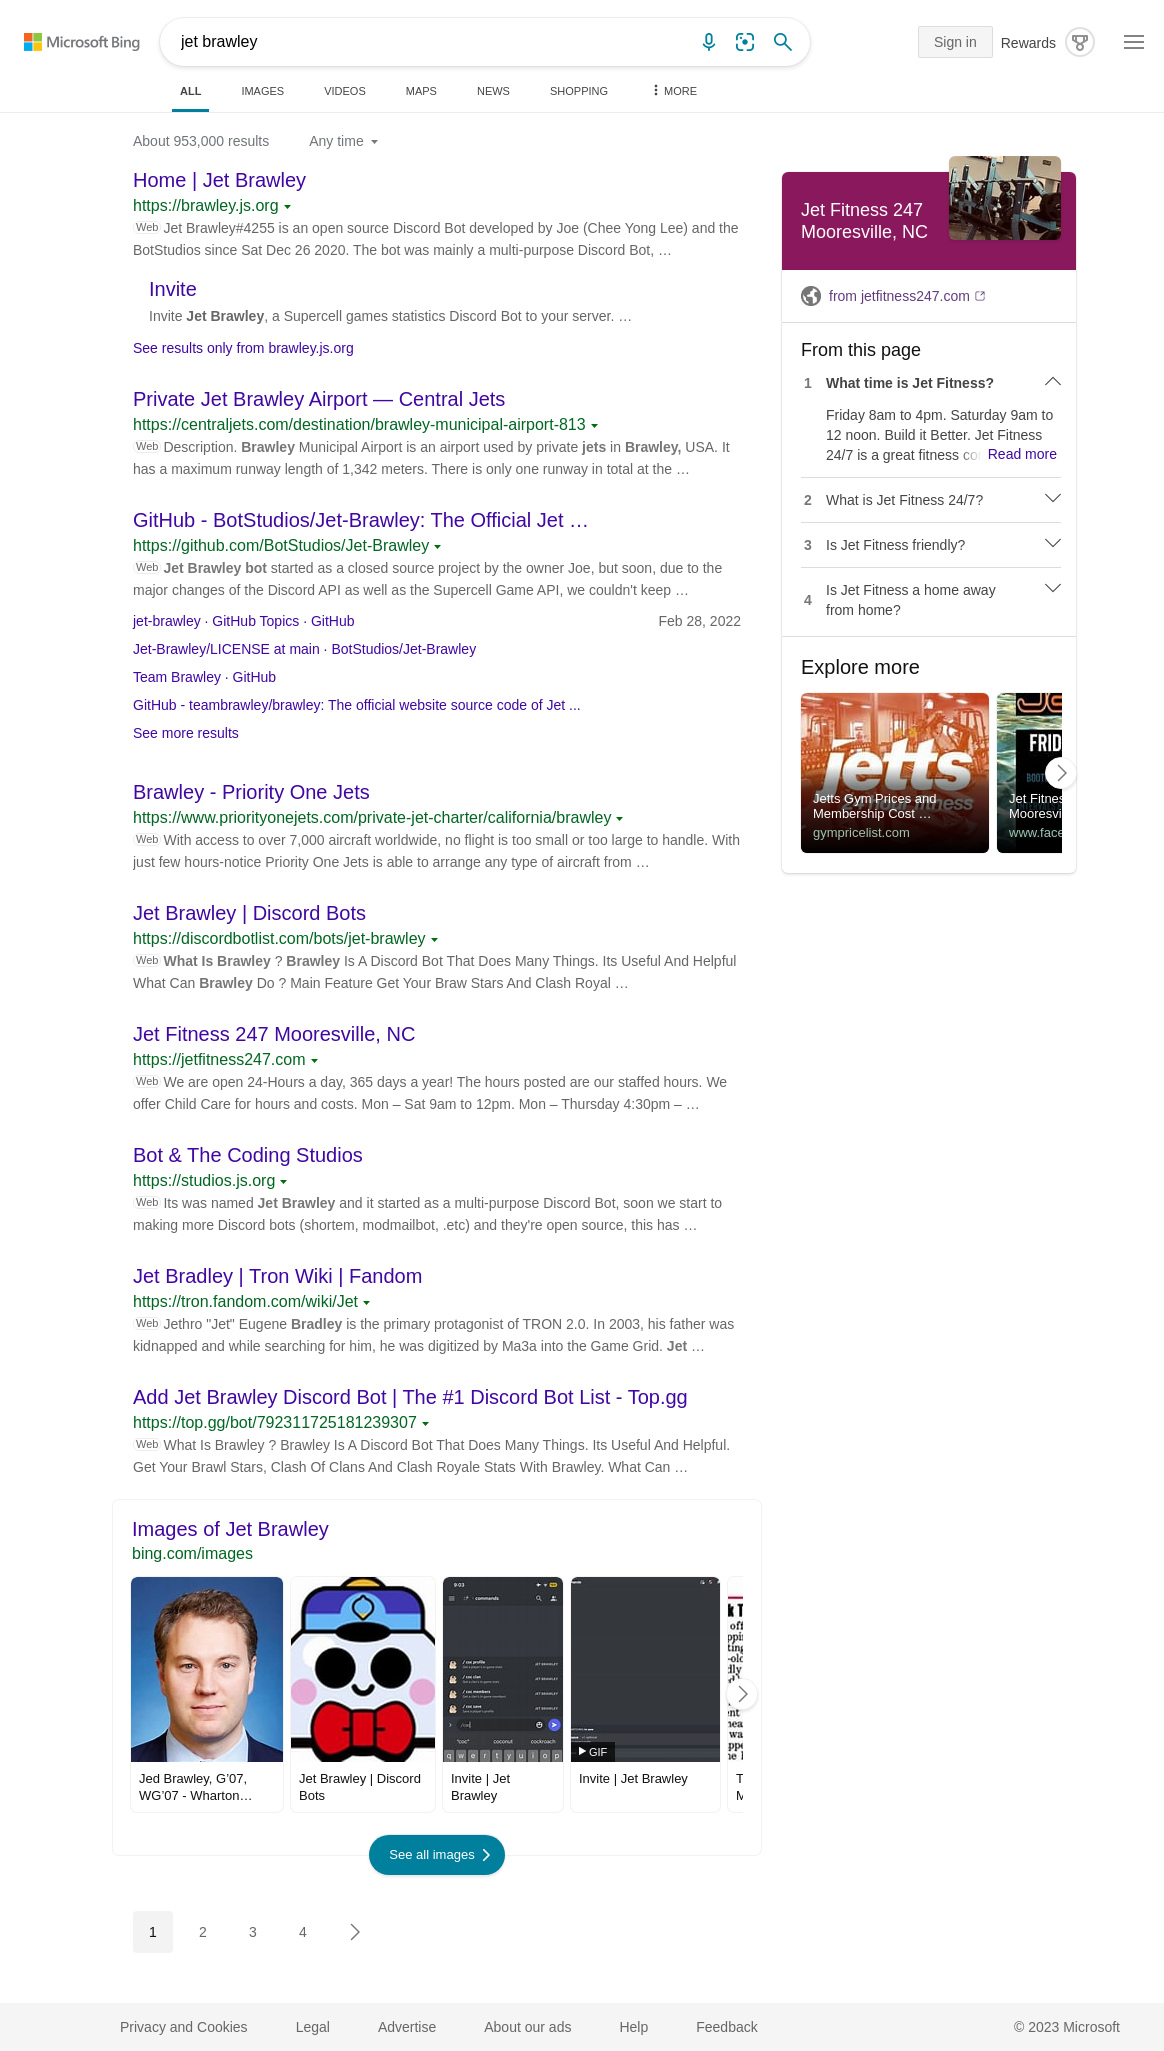 Microsoft Bing
jet brawley
Sign in
Rewards
ALL
IMAGES
VIDEOS
MAPS
NEWS
SHOPPING
MORE
About 953,000 results
Any time
Home | Jet Brawley
https://brawley.js.org
Web Jet Brawley#4255 is an open source Discord Bot developed by Joe (Chee Yong Lee) and the
BotStudios since Sat Dec 26 2020. The bot was mainly a multi-purpose Discord Bot, …
Invite
Invite Jet Brawley, a Supercell games statistics Discord Bot to your server. …
See results only from brawley.js.org
Private Jet Brawley Airport — Central Jets
https://centraljets.com/destination/brawley-municipal-airport-813
Web Description. Brawley Municipal Airport is an airport used by private jets in Brawley, USA. It
has a maximum runway length of 1,342 meters. There is only one runway in total at the …
GitHub - BotStudios/Jet-Brawley: The Official Jet …
https://github.com/BotStudios/Jet-Brawley
Web Jet Brawley bot started as a closed source project by the owner Joe, but soon, due to the
major changes of the Discord API as well as the Supercell Game API, we couldn't keep …
jet-brawley · GitHub Topics · GitHub
Feb 28, 2022
Jet-Brawley/LICENSE at main · BotStudios/Jet-Brawley
Team Brawley · GitHub
GitHub - teambrawley/brawley: The official website source code of Jet ...
See more results
Brawley - Priority One Jets
https://www.priorityonejets.com/private-jet-charter/california/brawley
Web With access to over 7,000 aircraft worldwide, no flight is too small or too large to handle. With
just few hours-notice Priority One Jets is able to arrange any type of aircraft from …
Jet Brawley | Discord Bots
https://discordbotlist.com/bots/jet-brawley
Web What Is Brawley ? Brawley Is A Discord Bot That Does Many Things. Its Useful And Helpful
What Can Brawley Do ? Main Feature Get Your Braw Stars And Clash Royal …
Jet Fitness 247 Mooresville, NC
https://jetfitness247.com
Web We are open 24-Hours a day, 365 days a year! The hours posted are our staffed hours. We
offer Child Care for hours and costs. Mon – Sat 9am to 12pm. Mon – Thursday 4:30pm – …
Bot & The Coding Studios
https://studios.js.org
Web Its was named Jet Brawley and it started as a multi-purpose Discord Bot, soon we start to
making more Discord bots (shortem, modmailbot, .etc) and they're open source, this has …
Jet Bradley | Tron Wiki | Fandom
https://tron.fandom.com/wiki/Jet
Web Jethro "Jet" Eugene Bradley is the primary protagonist of TRON 2.0. In 2003, his father was
kidnapped and while searching for him, he was digitized by Ma3a into the Game Grid. Jet …
Add Jet Brawley Discord Bot | The #1 Discord Bot List - Top.gg
https://top.gg/bot/792311725181239307
Web What Is Brawley ? Brawley Is A Discord Bot That Does Many Things. Its Useful And Helpful.
Get Your Brawl Stars, Clash Of Clans And Clash Royale Stats With Brawley. What Can …
Images of Jet Brawley
bing.com/images
9:03
commands
/ coc profile
/ coc clan
/ coc members
/ coc save
JET BRAWLEY
JET BRAWLEY
JET BRAWLEY
JET BRAWLEY
/coc
"coc" coconut cockroach
q w e r t y u i o p
GIF
Jed Brawley, G'07,
WG'07 - Wharton…
Jet Brawley | Discord
Bots
Invite | Jet
Brawley
Invite | Jet Brawley
See all images
1
2
3
4
Jet Fitness 247
Mooresville, NC
from jetfitness247.com
From this page
1 What time is Jet Fitness?
Friday 8am to 4pm. Saturday 9am to
12 noon. Build it Better. Jet Fitness
24/7 is a great fitness co Read more
2 What is Jet Fitness 24/7?
3 Is Jet Fitness friendly?
4 Is Jet Fitness a home away
from home?
Explore more
jetts
24 hour fitness
Jetts Gym Prices and
Membership Cost …
gympricelist.com
FRID
BOOT
Jet Fitnes
Mooresvi
www.face
Privacy and Cookies
Legal
Advertise
About our ads
Help
Feedback
© 2023 Microsoft